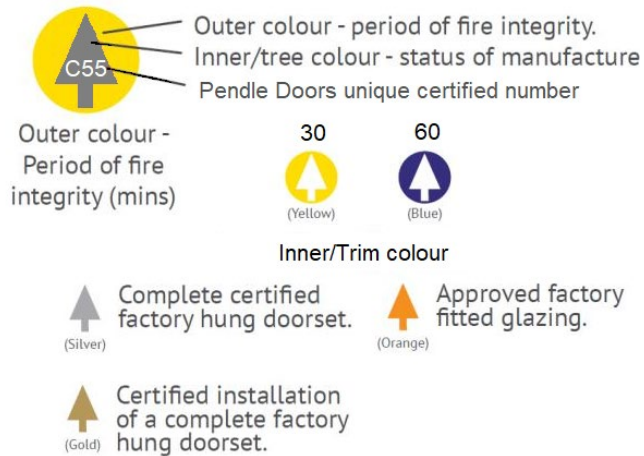 Outer colour - period of fire integrity.
Inner/tree colour - status of manufacture
C55
Pendle Doors unique certified number
Outer colour -
Period of fire
integrity (mins)
30
60
(Yellow)
(Blue)
Inner/Trim colour
Complete certified
factory hung doorset.
(Silver)
Approved factory
fitted glazing.
(Orange)
Certified installation
of a complete factory
hung doorset.
(Gold)